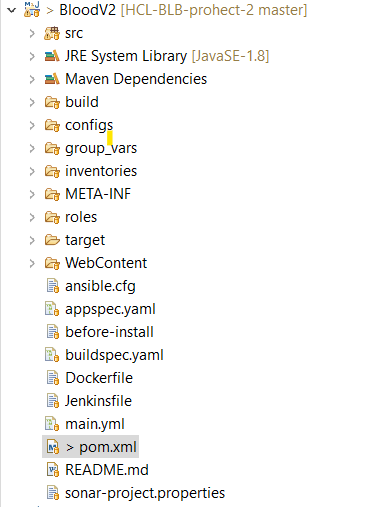 > BloodV2 [HCL-BLB-prohect-2 master]
src
JRE System Library [JavaSE-1.8]
Maven Dependencies
build
configs
group_vars
inventories
META-INF
roles
target
WebContent
ansible.cfg
appspec.yaml
before-install
buildspec.yaml
Dockerfile
Jenkinsfile
main.yml
> pom.xml
README.md
sonar-project.properties